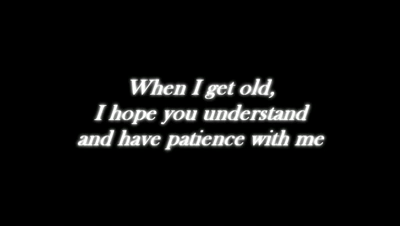 When I get old,
I hope you understand
and have patience with me